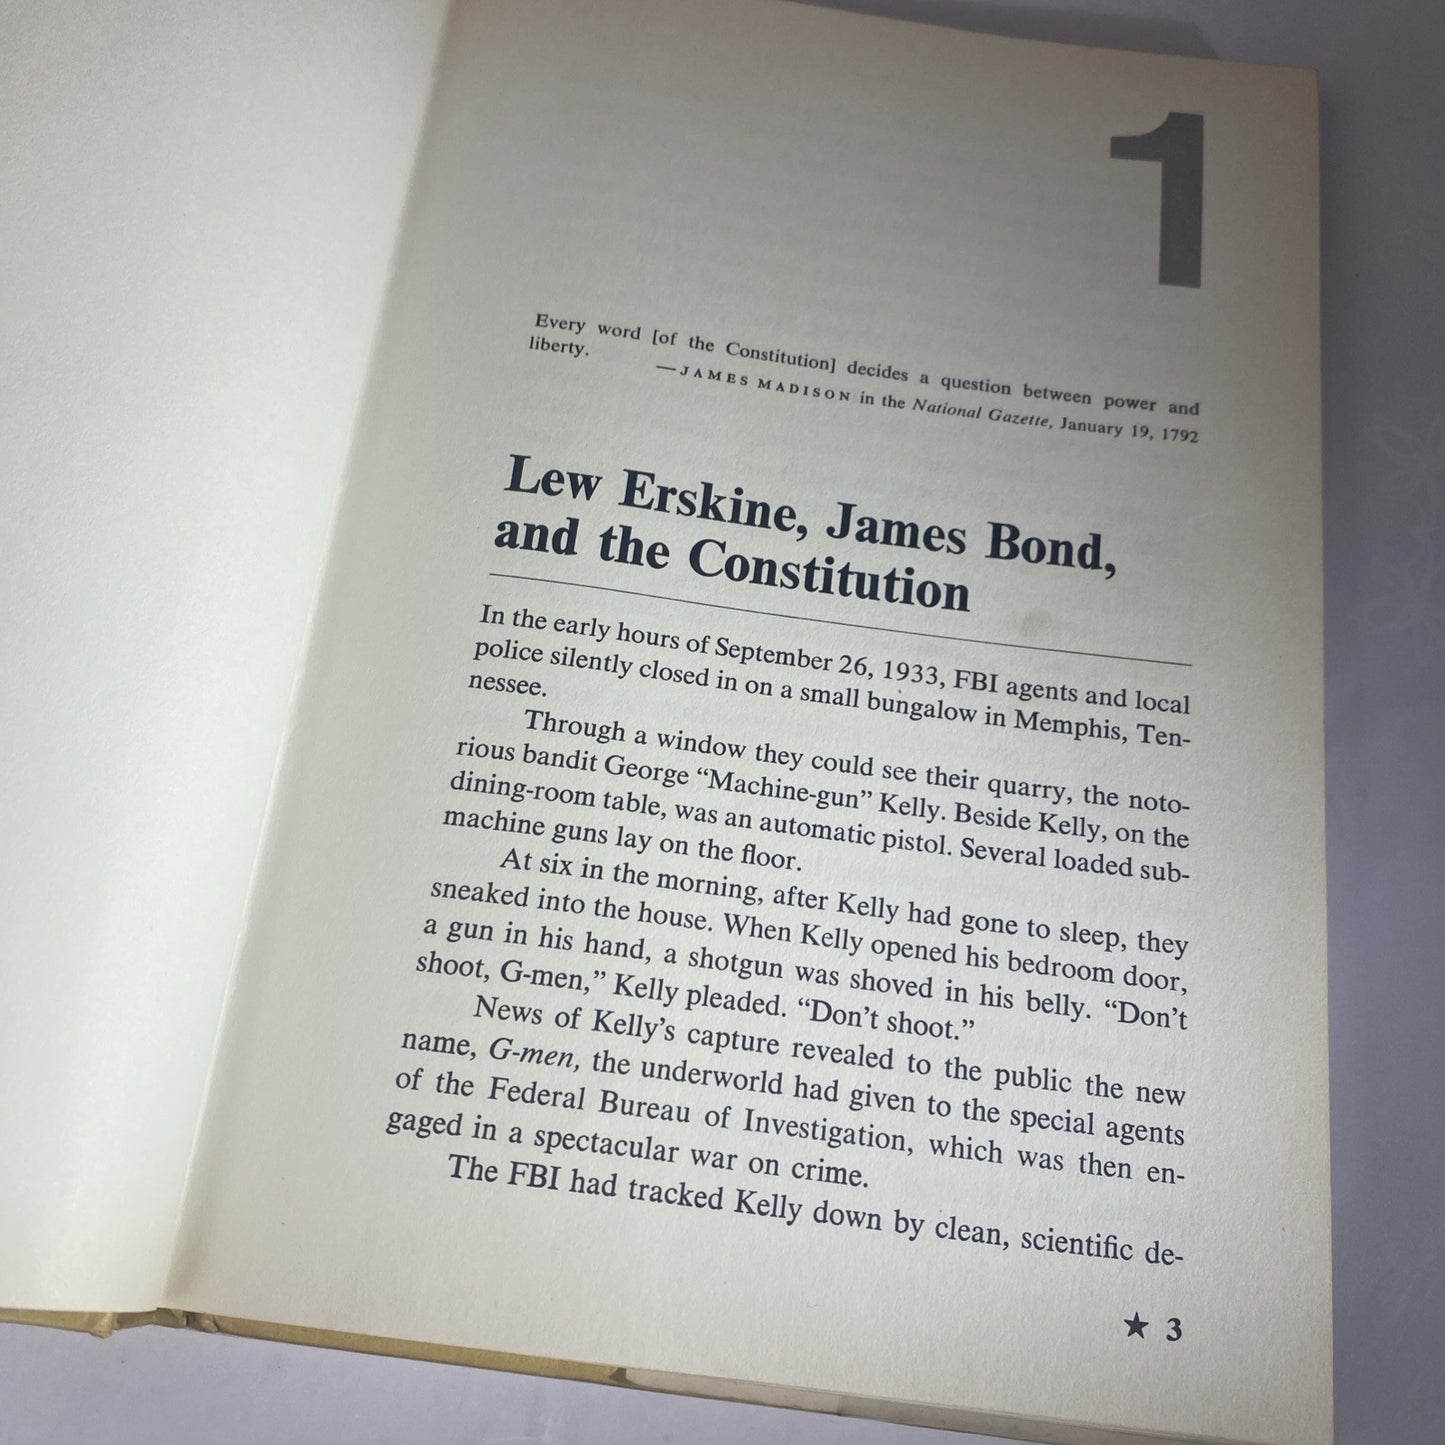 1
Every word [of the Constitution] decides a question between power and
liberty.
—JAMES MADISON in the National Gazette, January 19, 1792
Lew Erskine, James Bond,
and the Constitution
In the early hours of September 26, 1933, FBI agents and local
police silently closed in on a small bungalow in Memphis, Ten-
nessee.
Through a window they could see their quarry, the noto-
rious bandit George “Machine-gun” Kelly. Beside Kelly, on the
dining-room table, was an automatic pistol. Several loaded sub-
machine guns lay on the floor.
At six in the morning, after Kelly had gone to sleep, they
sneaked into the house. When Kelly opened his bedroom door,
a gun in his hand, a shotgun was shoved in his belly. “Don’t
shoot, G-men,” Kelly pleaded. “Don’t shoot.”
News of Kelly’s capture revealed to the public the new
name, G-men, the underworld had given to the special agents
of the Federal Bureau of Investigation, which was then en-
gaged in a spectacular war on crime.
The FBI had tracked Kelly down by clean, scientific de-
★ 3